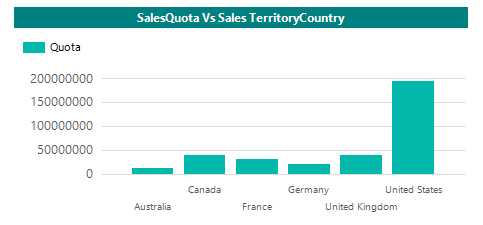 SalesQuota Vs Sales TerritoryCountry
Quota
200000000
150000000
100000000
50000000
0
Canada Germany United States
Australia France United Kingdom